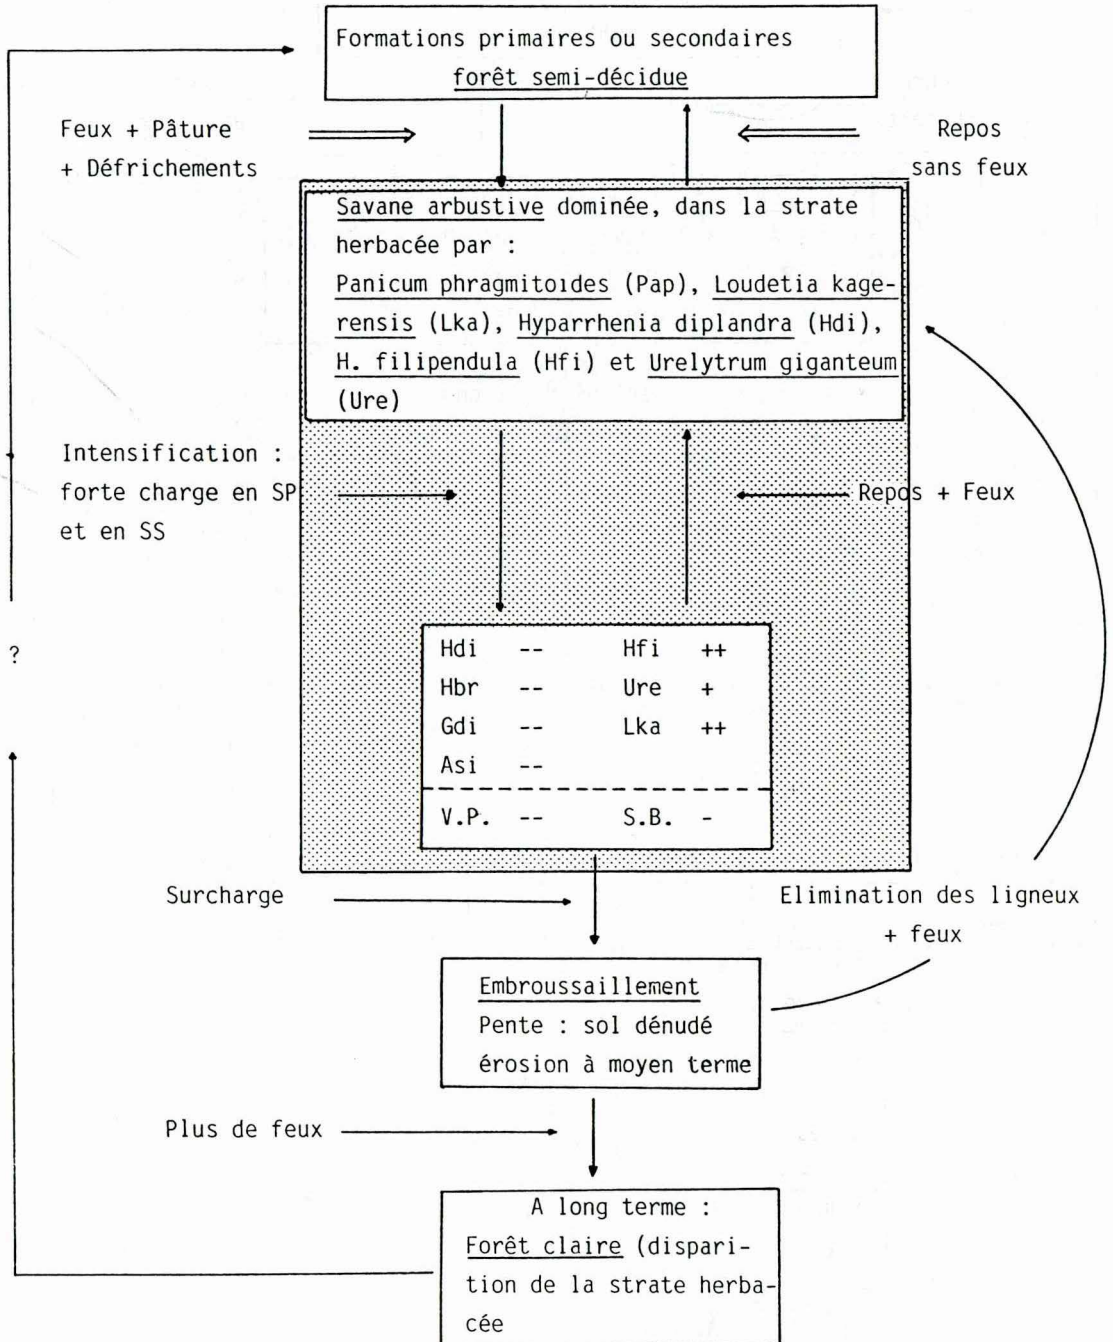 Formations primaires ou secondaires
forêt semi-décidue
Feux + Pâture
+ Défrichements
Repos
sans feux
Savane arbustive dominée, dans la strate
herbacée par :
Panicum phragmitoides (Pap), Loudetia kage-
rensis (Lka), Hyparrhenia diplandra (Hdi),
H. filipendula (Hfi) et Urelytrum giganteum
(Ure)
Intensification :
forte charge en SP
et en SS
Repos + Feux
?
Hdi -- Hfi ++
Hbr -- Ure +
Gdi -- Lka ++
Asi --
V.P. -- S.B. -
Surcharge
Elimination des ligneux
+ feux
Embroussaillement
Pente : sol dénudé
érosion à moyen terme
Plus de feux
A long terme :
Forêt claire (dispari-
tion de la strate herba-
cée